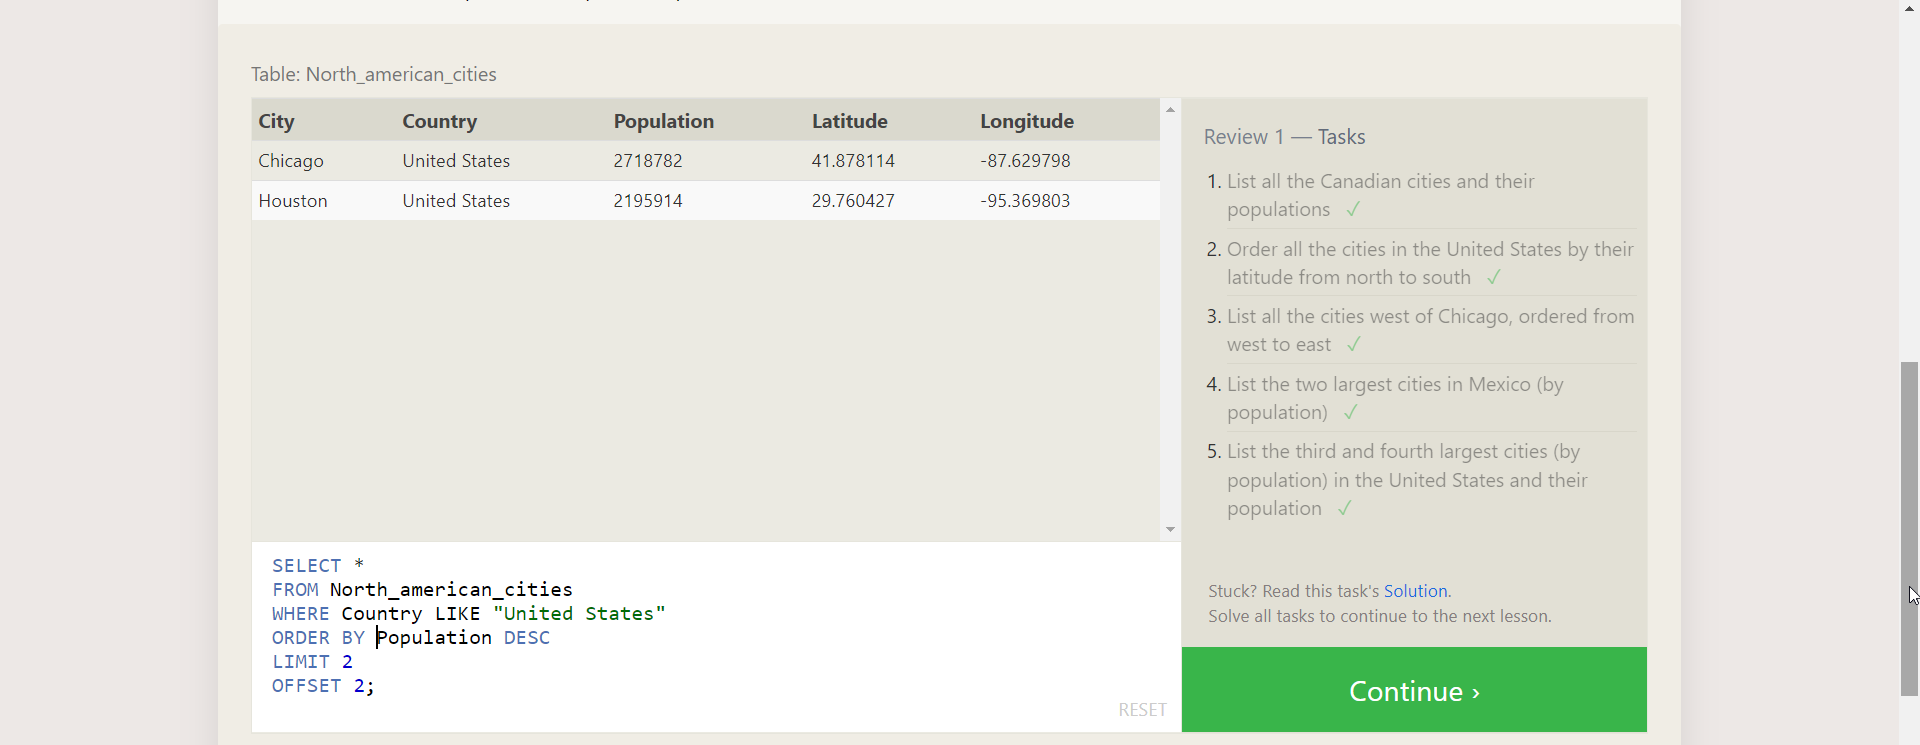 Table: North_american_cities
City Country Population Latitude Longitude
Chicago United States 2718782 41.878114 -87.629798
Houston United States 2195914 29.760427 -95.369803
SELECT *
FROM North_american_cities
WHERE Country LIKE "United States"
ORDER BY Population DESC
LIMIT 2
OFFSET 2;
RESET
Review 1 — Tasks
1. List all the Canadian cities and their
populations ✓
2. Order all the cities in the United States by their
latitude from north to south ✓
3. List all the cities west of Chicago, ordered from
west to east ✓
4. List the two largest cities in Mexico (by
population) ✓
5. List the third and fourth largest cities (by
population) in the United States and their
population ✓
Stuck? Read this task's Solution.
Solve all tasks to continue to the next lesson.
Continue ›